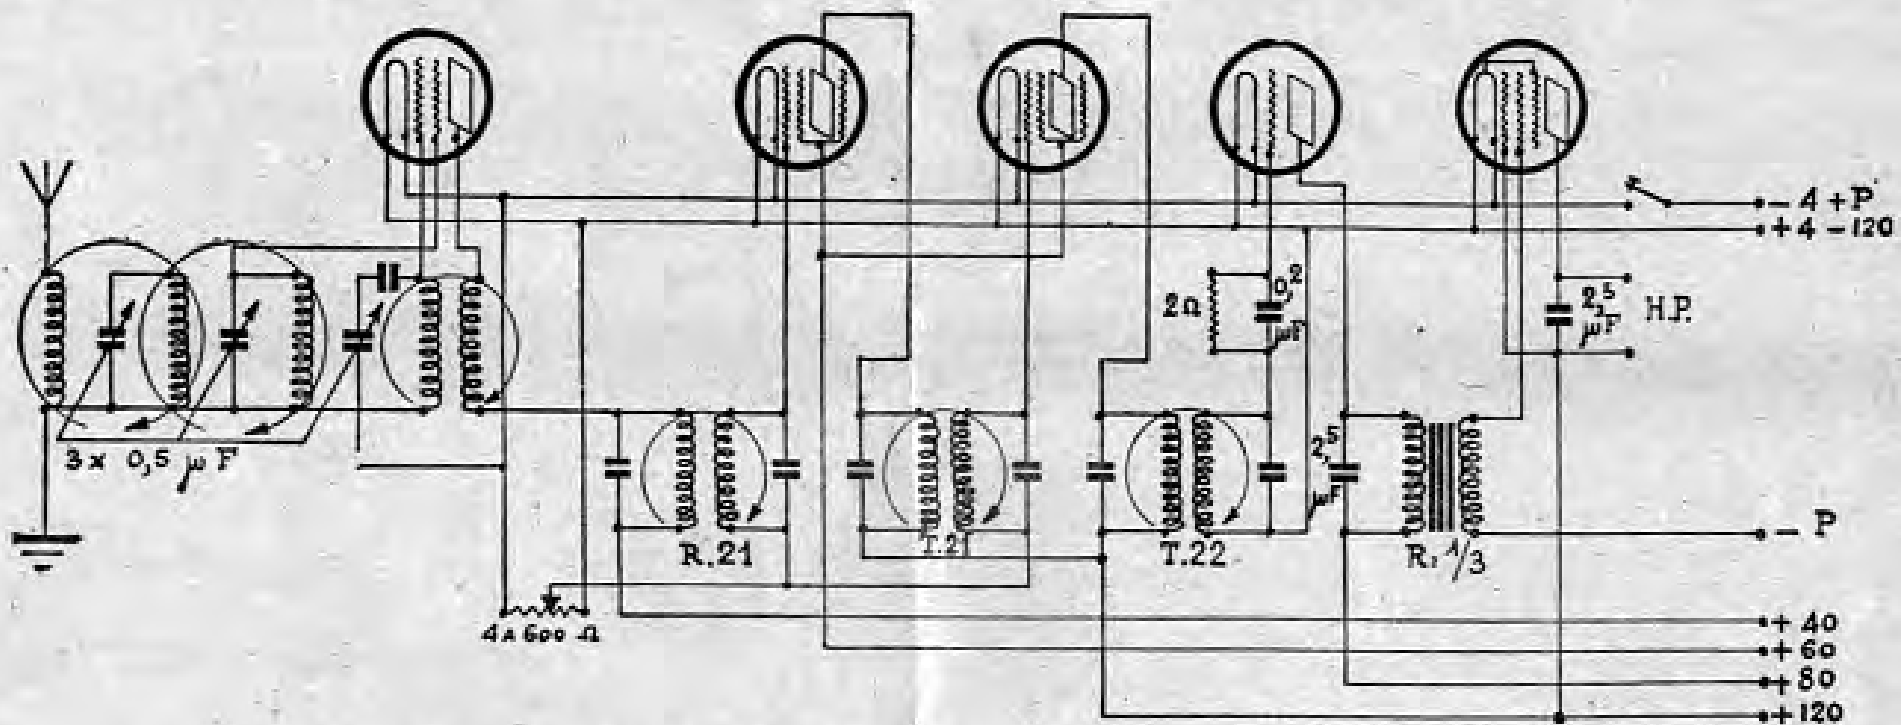 - 4 + P
+ 4 - 120
2Ω
0,2
µF
2,5
µF
H.P.
3 x 0,5 µF
2,5
µF
R.21
T.21
T.22
R. 1/3
- P
4 à 600 Ω
+ 40
+ 60
+ 80
+ 120